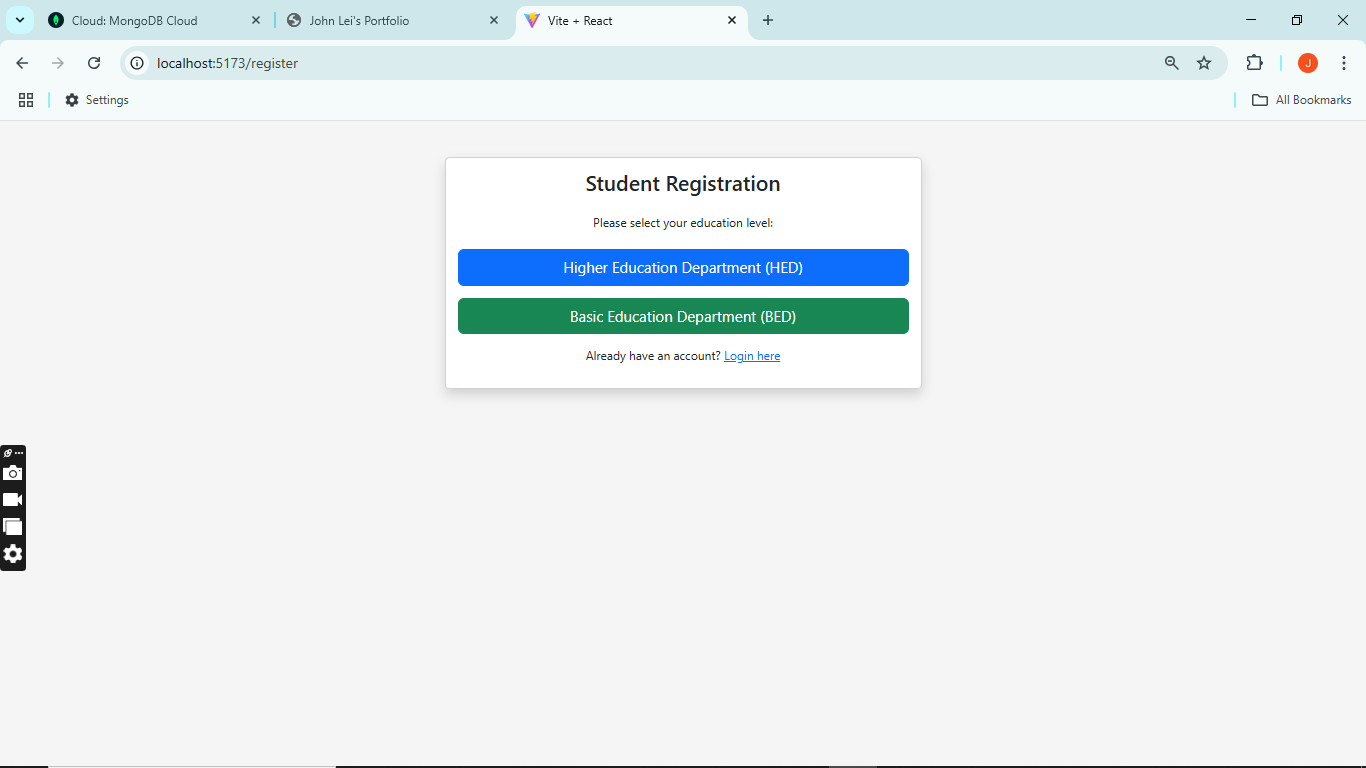 Cloud: MongoDB Cloud
John Lei's Portfolio
Vite + React
localhost:5173/register
J
Settings
All Bookmarks
Student Registration
Please select your education level:
Higher Education Department (HED)
Basic Education Department (BED)
Already have an account? Login here